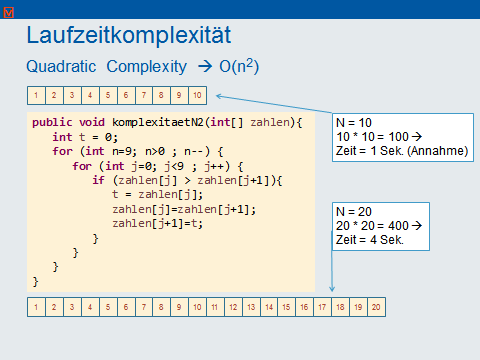 M
Laufzeitkomplexität
Quadratic Complexity → O(n²)
1 2 3 4 5 6 7 8 9 10
public void komplexitaetN2(int[] zahlen){
int t = 0;
for (int n=9; n>0 ; n--) {
for (int j=0; j<9 ; j++) {
if (zahlen[j] > zahlen[j+1]){
t = zahlen[j];
zahlen[j]=zahlen[j+1];
zahlen[j+1]=t;
}
}
}
}
N = 10
10 * 10 = 100 →
Zeit = 1 Sek. (Annahme)
N = 20
20 * 20 = 400 →
Zeit = 4 Sek.
1 2 3 4 5 6 7 8 9 10 11 12 13 14 15 16 17 18 19 20